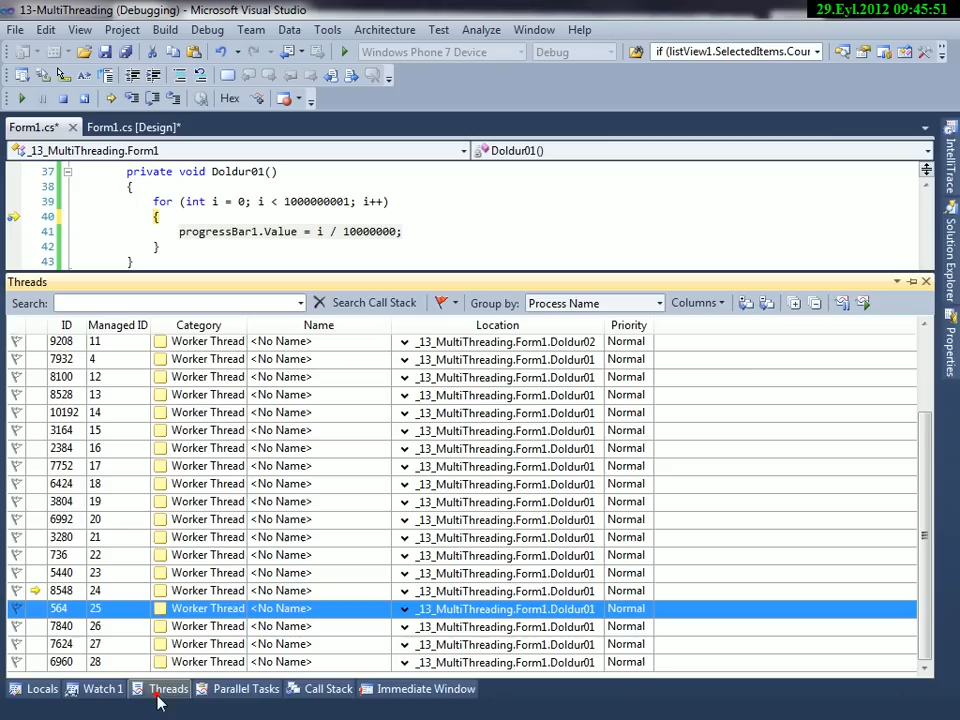 13-MultiThreading (Debugging) - Microsoft Visual Studio
29.Eyl.2012 09:45:51
File Edit View Project Build Debug Team Data Tools Architecture Test Analyze Window Help
Windows Phone 7 Device Debug if (listView1.SelectedItems.Cour
Hex
Form1.cs* Form1.cs [Design]*
_13_MultiThreading.Form1 Doldur01()
37 private void Doldur01()
38 {
39 for (int i = 0; i < 1000000001; i++)
40 {
41 progressBar1.Value = i / 10000000;
42 }
43 }
Threads
Search: Search Call Stack Group by: Process Name Columns
ID Managed ID Category Name Location Priority
9208 11 Worker Thread <No Name> _13_MultiThreading.Form1.Doldur02 Normal
7932 4 Worker Thread <No Name> _13_MultiThreading.Form1.Doldur01 Normal
8100 12 Worker Thread <No Name> _13_MultiThreading.Form1.Doldur01 Normal
8528 13 Worker Thread <No Name> _13_MultiThreading.Form1.Doldur01 Normal
10192 14 Worker Thread <No Name> _13_MultiThreading.Form1.Doldur01 Normal
3164 15 Worker Thread <No Name> _13_MultiThreading.Form1.Doldur01 Normal
2384 16 Worker Thread <No Name> _13_MultiThreading.Form1.Doldur01 Normal
7752 17 Worker Thread <No Name> _13_MultiThreading.Form1.Doldur01 Normal
6424 18 Worker Thread <No Name> _13_MultiThreading.Form1.Doldur01 Normal
3804 19 Worker Thread <No Name> _13_MultiThreading.Form1.Doldur01 Normal
6992 20 Worker Thread <No Name> _13_MultiThreading.Form1.Doldur01 Normal
3280 21 Worker Thread <No Name> _13_MultiThreading.Form1.Doldur01 Normal
736 22 Worker Thread <No Name> _13_MultiThreading.Form1.Doldur01 Normal
5440 23 Worker Thread <No Name> _13_MultiThreading.Form1.Doldur01 Normal
8548 24 Worker Thread <No Name> _13_MultiThreading.Form1.Doldur01 Normal
564 25 Worker Thread <No Name> _13_MultiThreading.Form1.Doldur01 Normal
7840 26 Worker Thread <No Name> _13_MultiThreading.Form1.Doldur01 Normal
7624 27 Worker Thread <No Name> _13_MultiThreading.Form1.Doldur01 Normal
6960 28 Worker Thread <No Name> _13_MultiThreading.Form1.Doldur01 Normal
Locals Watch 1 Threads Parallel Tasks Call Stack Immediate Window
IntelliTrace
Solution Explorer
Properties